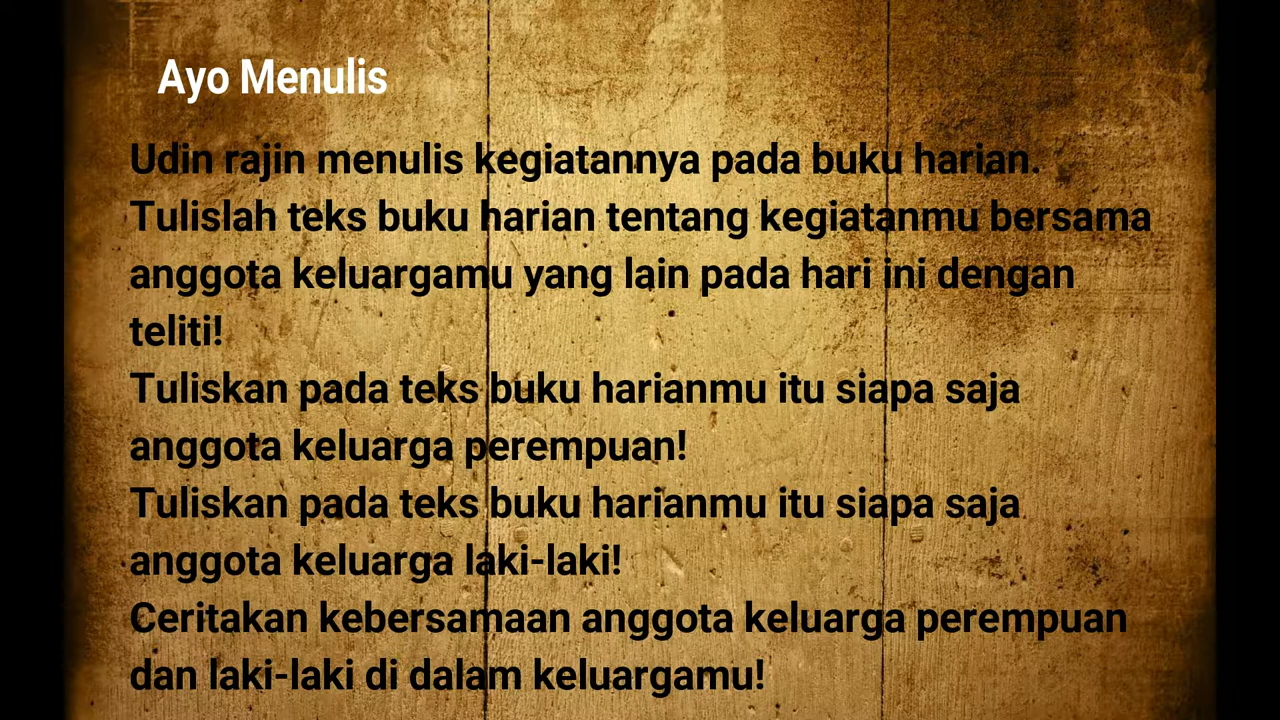 Ayo Menulis
Udin rajin menulis kegiatannya pada buku harian.
Tulislah teks buku harian tentang kegiatanmu bersama
anggota keluargamu yang lain pada hari ini dengan
teliti!
Tuliskan pada teks buku harianmu itu siapa saja
anggota keluarga perempuan!
Tuliskan pada teks buku harianmu itu siapa saja
anggota keluarga laki-laki!
Ceritakan kebersamaan anggota keluarga perempuan
dan laki-laki di dalam keluargamu!